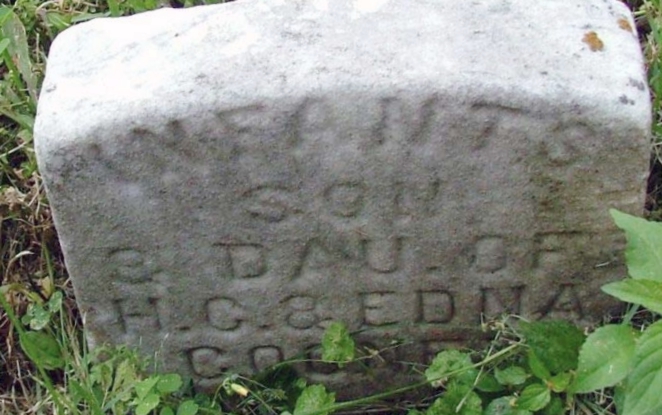 INFANTS
SON
& DAU. OF
H.C. & EDNA